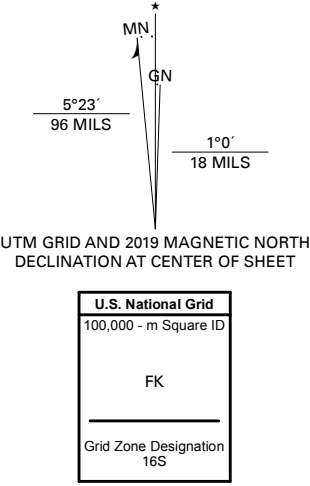 MN
GN
5°23´
96 MILS
1°0´
18 MILS
UTM GRID AND 2019 MAGNETIC NORTH
DECLINATION AT CENTER OF SHEET
U.S. National Grid
100,000 - m Square ID
FK
Grid Zone Designation
16S